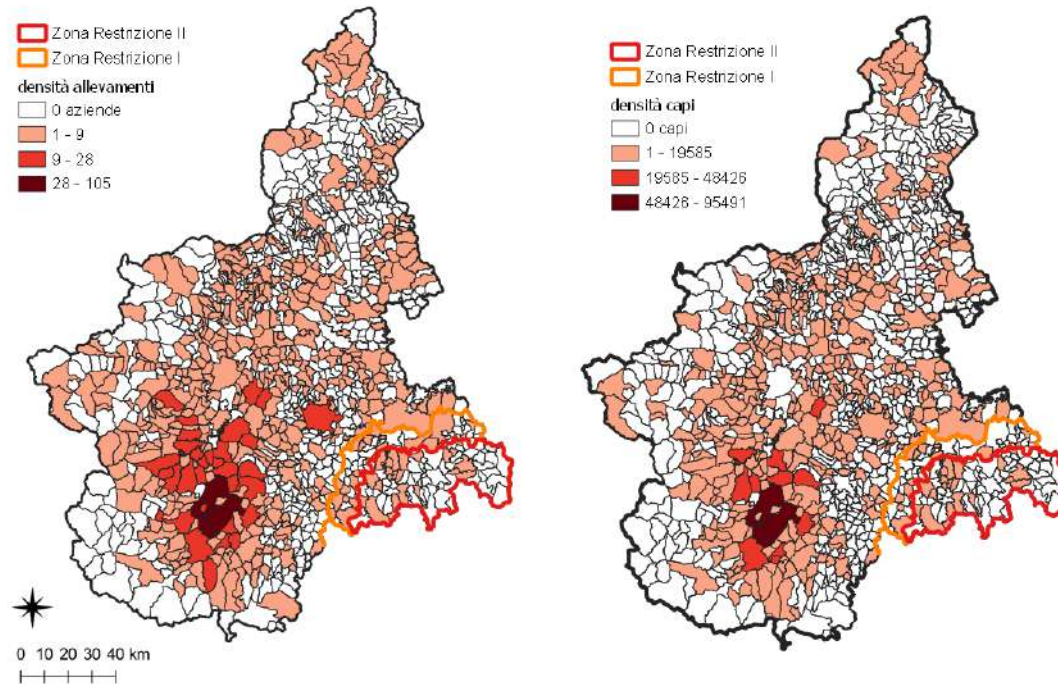 Zona Restrizione II
Zona Restrizione I
densità allevamenti
0 aziende
1 - 9
9 - 28
28 - 105
0 10 20 30 40 km
Zona Restrizione II
Zona Restrizione I
densità capi
0 capi
1 - 19585
19585 - 48426
48426 - 95491